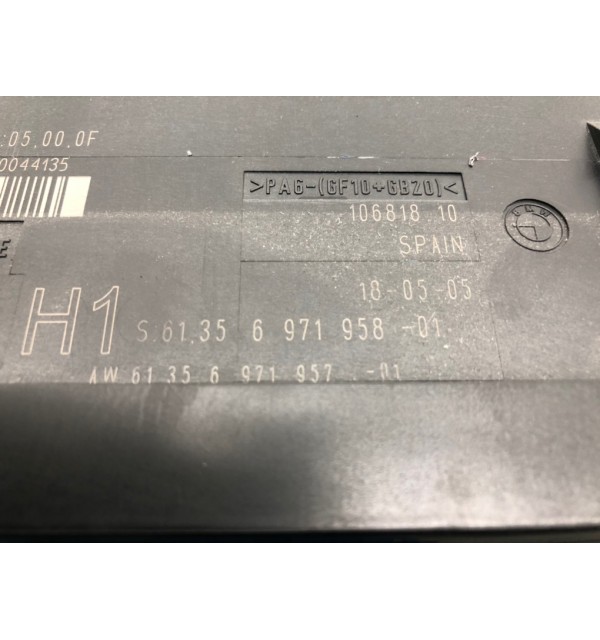 :05.00.0F
0044135
>PA6-(GF10+GB20)<
106818 10
SPAIN
18-05-05
H1 S.61.35 6 971 958 -01
AW 61 35 6 971 957 -01